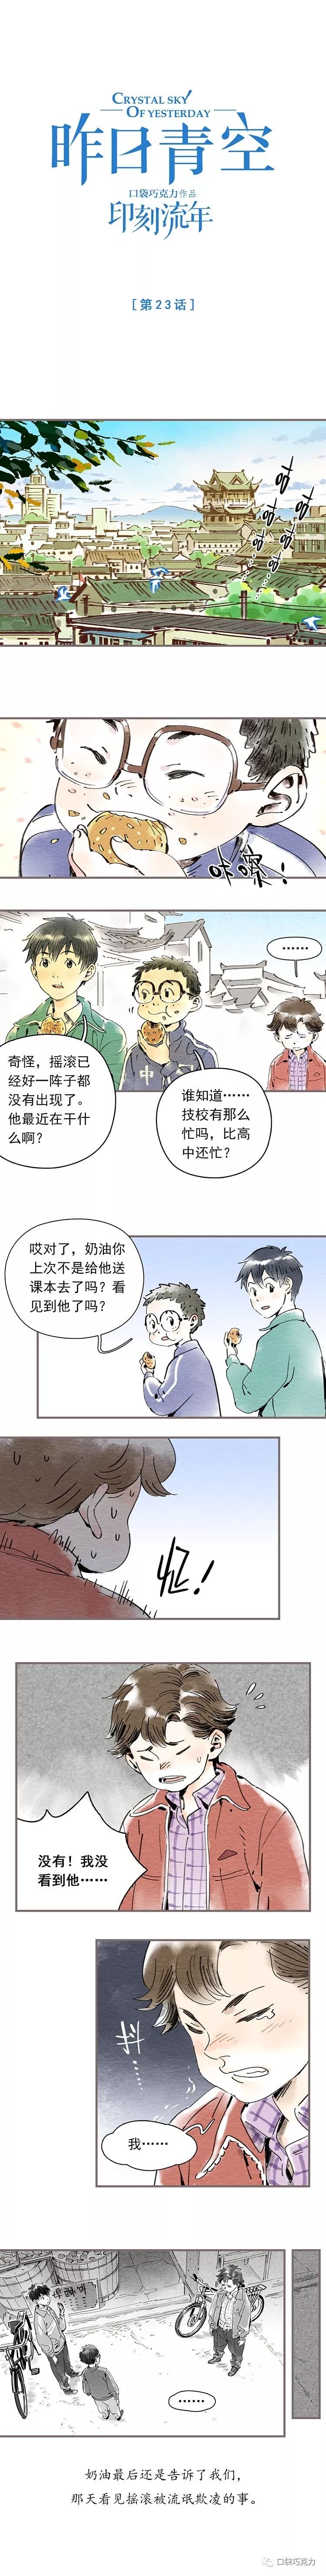 CRYSTAL SKY
OF YESTERDAY
昨日青空
口袋巧克力作品
印刻流年
[第23话]
咔嚓!
……
奇怪，摇滚已
经好一阵子都
没有出现了。
他最近在干什
么啊？
谁知道……
技校有那么
忙吗，比高
中还忙？
哎对了，奶油你
上次不是给他送
课本去了吗？看
见到他了吗？
怔!
没有！我没
看到他……
抖……
我……
……
奶油最后还是告诉了我们，
那天看见摇滚被流氓欺凌的事。
口袋巧克力